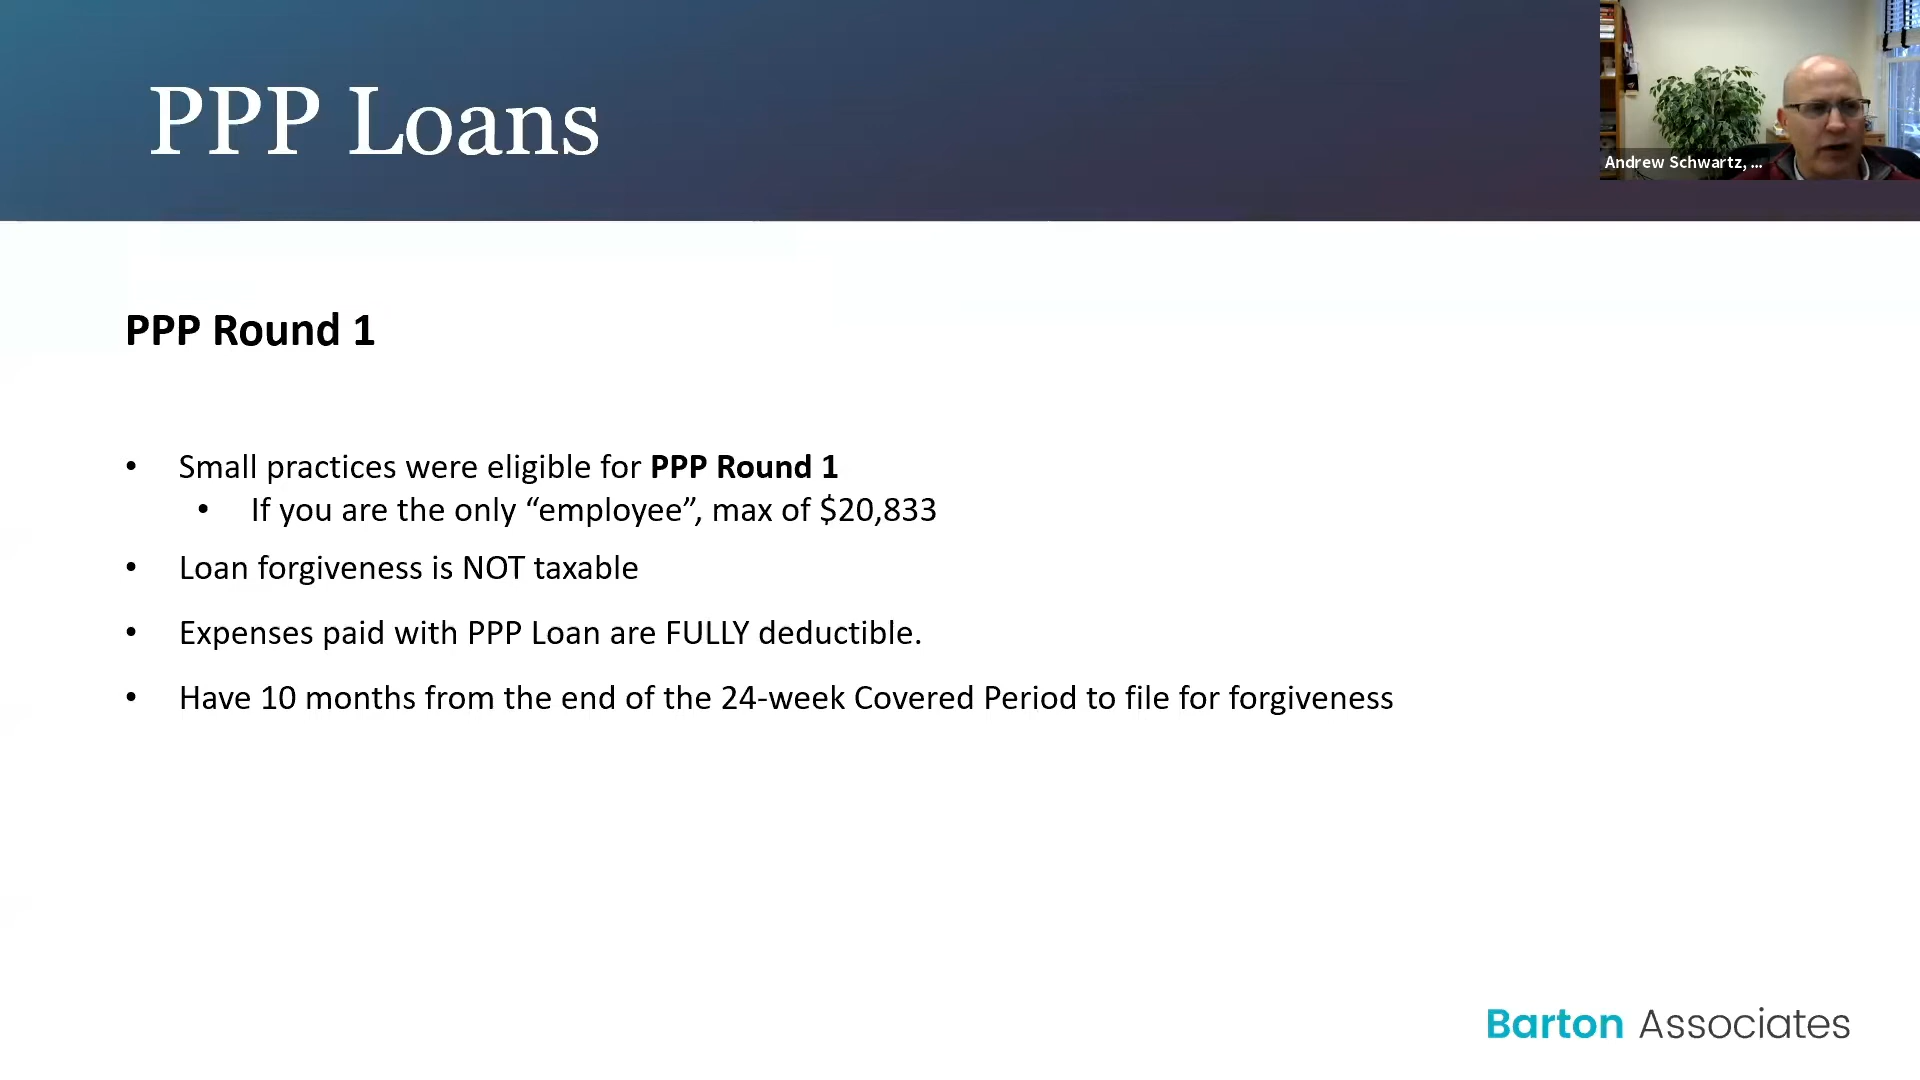 PPP Loans
Andrew Schwartz, ...
PPP Round 1
• Small practices were eligible for PPP Round 1
• If you are the only “employee”, max of $20,833
• Loan forgiveness is NOT taxable
• Expenses paid with PPP Loan are FULLY deductible.
• Have 10 months from the end of the 24-week Covered Period to file for forgiveness
Barton Associates